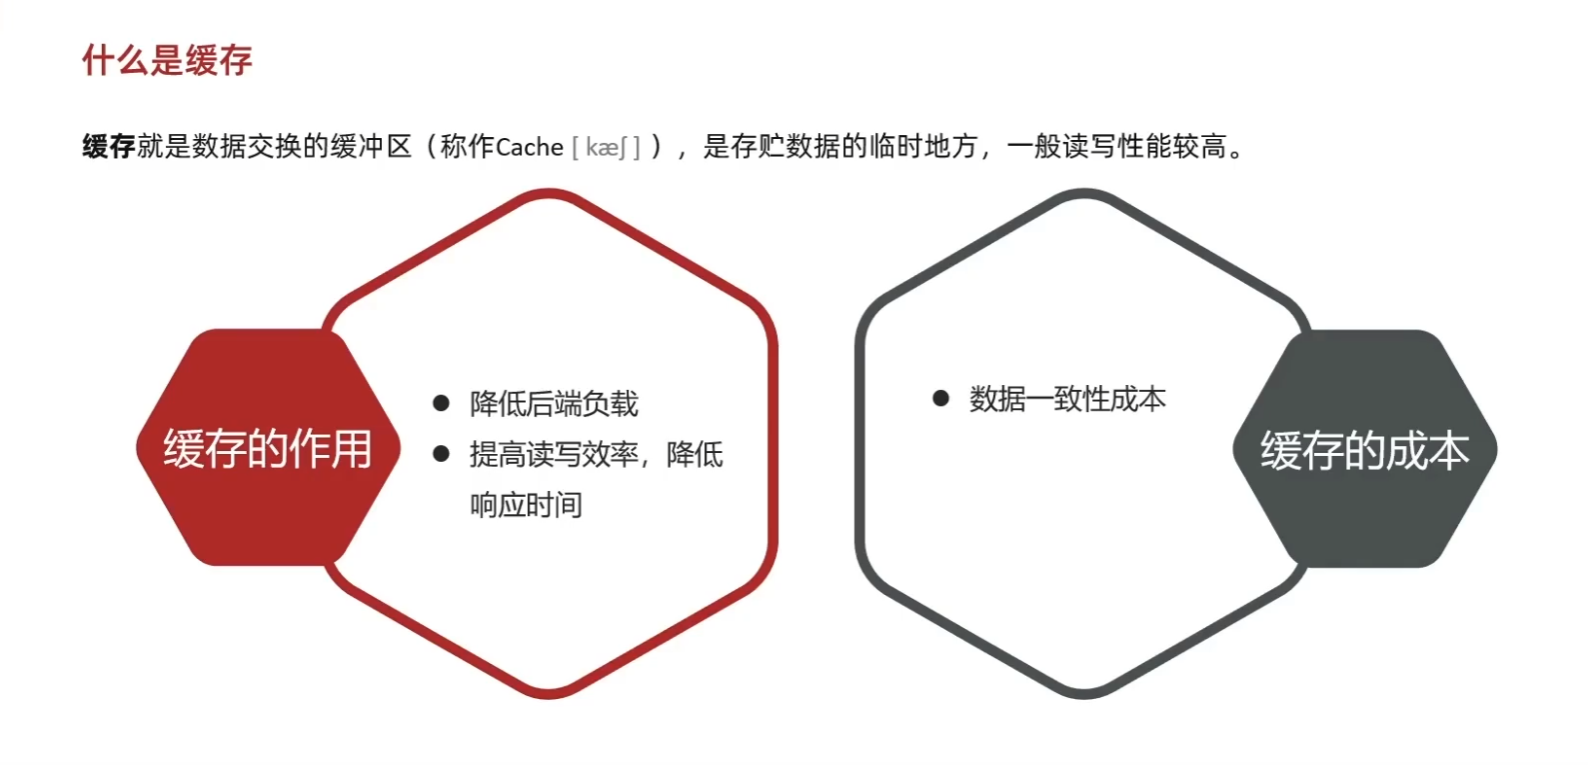 什么是缓存
缓存就是数据交换的缓冲区（称作Cache [ kæʃ ] ），是存贮数据的临时地方，一般读写性能较高。
缓存的作用
● 降低后端负载
● 提高读写效率，降低
响应时间
● 数据一致性成本
缓存的成本